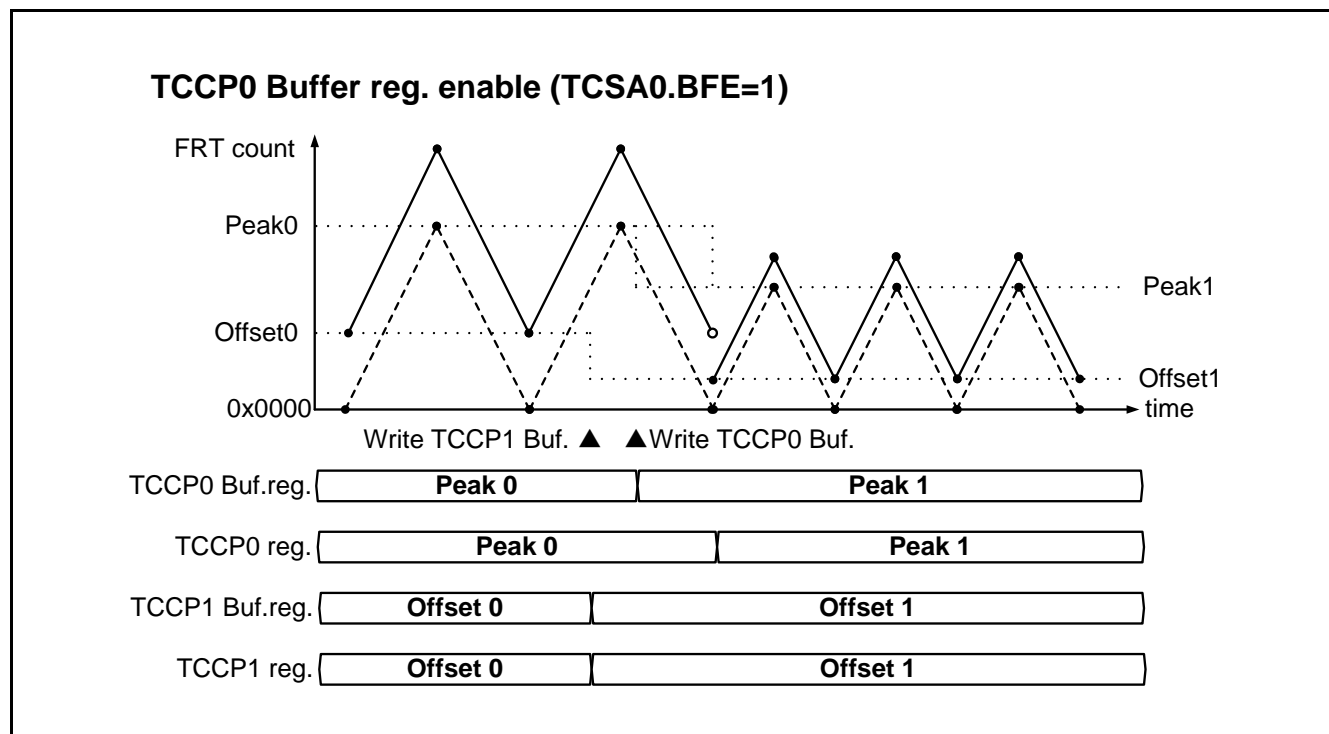 TCCP0 Buffer reg. enable (TCSA0.BFE=1)
FRT count
Peak0
Peak1
Offset0
Offset1
0x0000
time
Write TCCP1 Buf. ▲ ▲Write TCCP0 Buf.
TCCP0 Buf.reg. Peak 0 Peak 1
TCCP0 reg. Peak 0 Peak 1
TCCP1 Buf.reg. Offset 0 Offset 1
TCCP1 reg. Offset 0 Offset 1